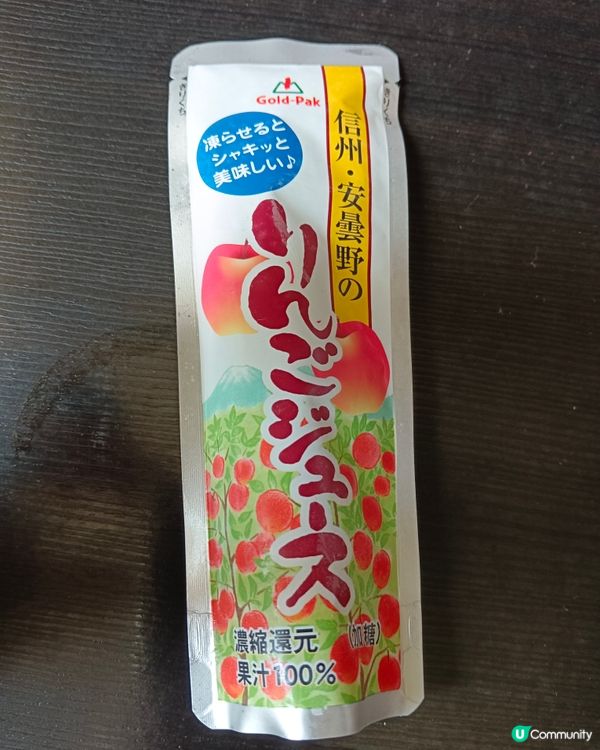 Gold-Pak
凍らせると
シャキッと
美味しい♪
信州・安曇野の
りんごジュース
濃縮還元
(加糖)
果汁100%
U Community